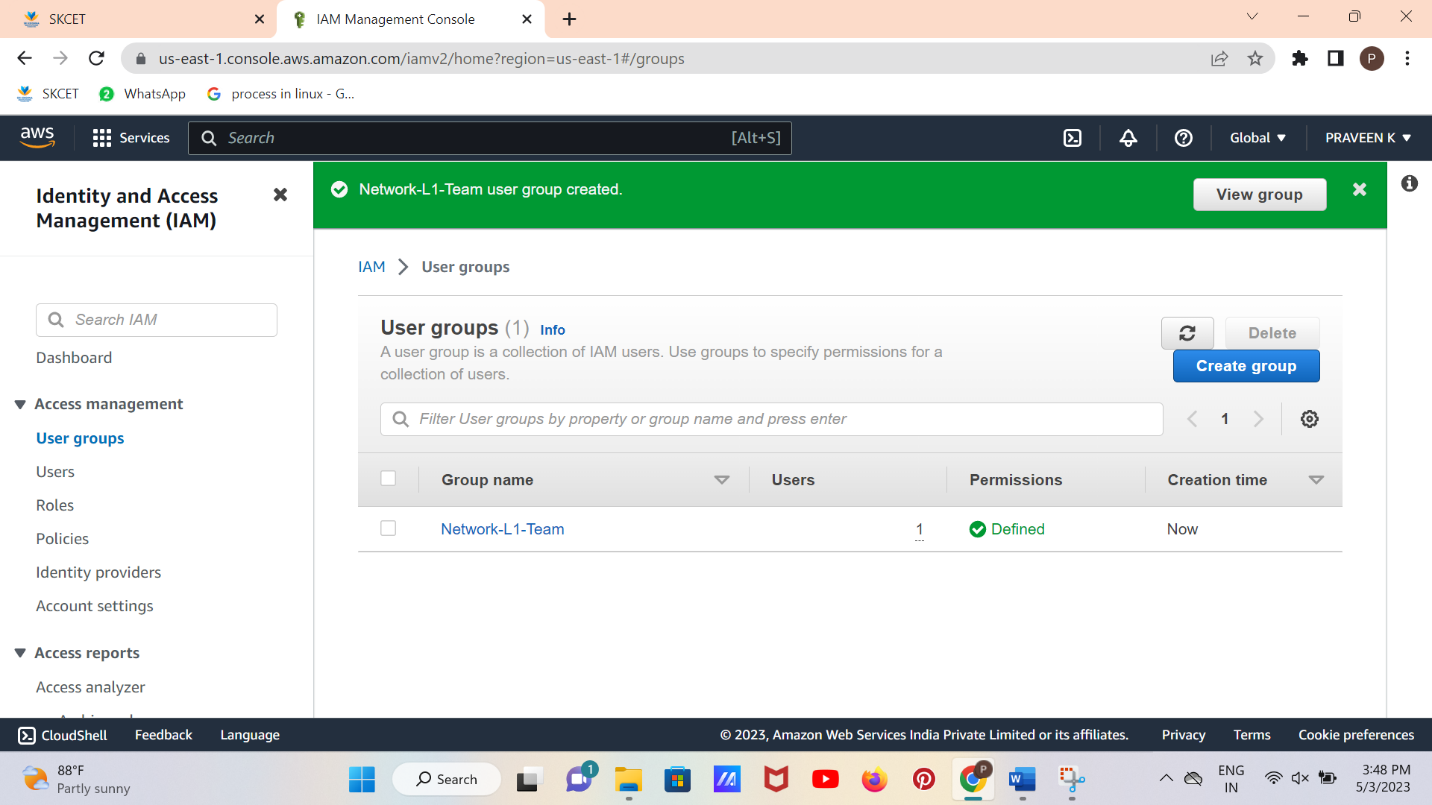 SKCET
IAM Management Console
us-east-1.console.aws.amazon.com/iamv2/home?region=us-east-1#/groups
P
SKCET
2
WhatsApp
process in linux - G...
aws
Services
Search
[Alt+S]
Global
PRAVEEN K
Identity and Access
Management (IAM)
Network-L1-Team user group created.
View group
IAM
User groups
Search IAM
User groups (1) Info
A user group is a collection of IAM users. Use groups to specify permissions for a
collection of users.
Delete
Create group
Dashboard
Access management
Filter User groups by property or group name and press enter
1
User groups
Users
Roles
Policies
Identity providers
Account settings
Access reports
Access analyzer
Group name
Users
Permissions
Creation time
Network-L1-Team
1
Defined
Now
CloudShell
Feedback
Language
© 2023, Amazon Web Services India Private Limited or its affiliates.
Privacy
Terms
Cookie preferences
88°F
Partly sunny
Search
1
P
W
ENG
IN
3:48 PM
5/3/2023